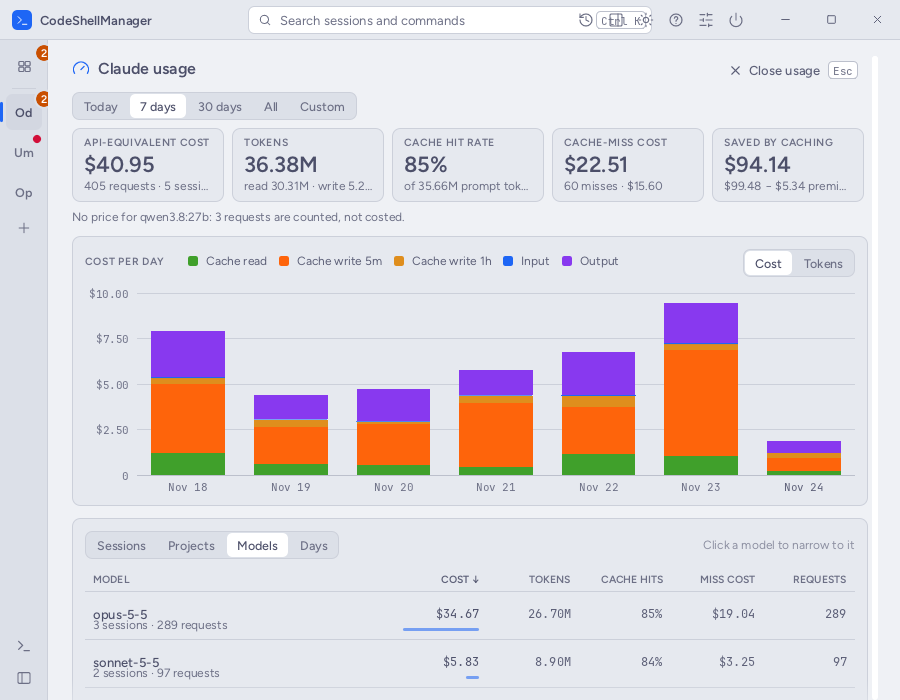 CodeShellManager
Search sessions and commands
Ctrl K
2
2
Od
Um
Op
Claude usage
Close usage Esc
Today 7 days 30 days All Custom
API-EQUIVALENT COST
$40.95
405 requests · 5 sessi...
TOKENS
36.38M
read 30.31M · write 5.2...
CACHE HIT RATE
85%
of 35.66M prompt tok...
CACHE-MISS COST
$22.51
60 misses · $15.60
SAVED BY CACHING
$94.14
$99.48 − $5.34 premi...
No price for qwen3.8:27b: 3 requests are counted, not costed.
COST PER DAY Cache read Cache write 5m Cache write 1h Input Output Cost Tokens
$10.00
$7.50
$5.00
$2.50
0
Nov 18 Nov 19 Nov 20 Nov 21 Nov 22 Nov 23 Nov 24
Sessions Projects Models Days Click a model to narrow to it
MODEL COST ↓ TOKENS CACHE HITS MISS COST REQUESTS
opus-5-5 $34.67 26.70M 85% $19.04 289
3 sessions · 289 requests
sonnet-5-5 $5.83 8.90M 84% $3.25 97
2 sessions · 97 requests